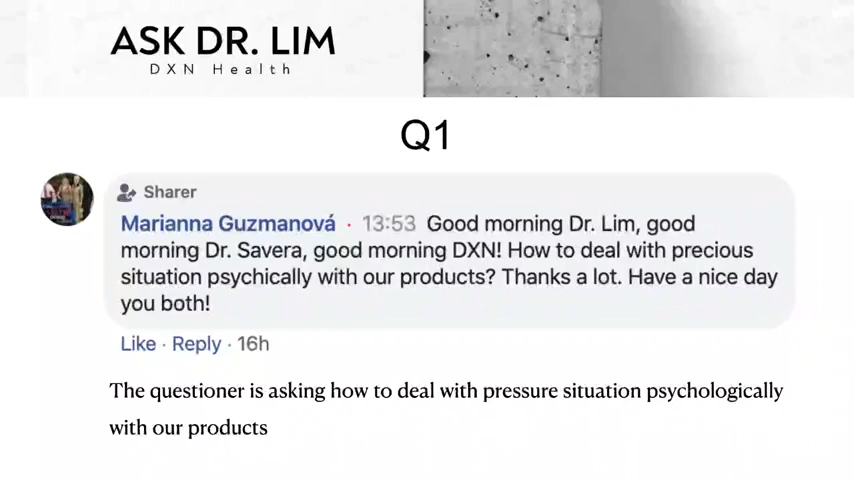 ASK DR. LIM
DXN Health
Q1
Sharer
Marianna Guzmanová · 13:53 Good morning Dr. Lim, good
morning Dr. Savera, good morning DXN! How to deal with precious
situation psychically with our products? Thanks a lot. Have a nice day
you both!
Like · Reply · 16h
The questioner is asking how to deal with pressure situation psychologically
with our products